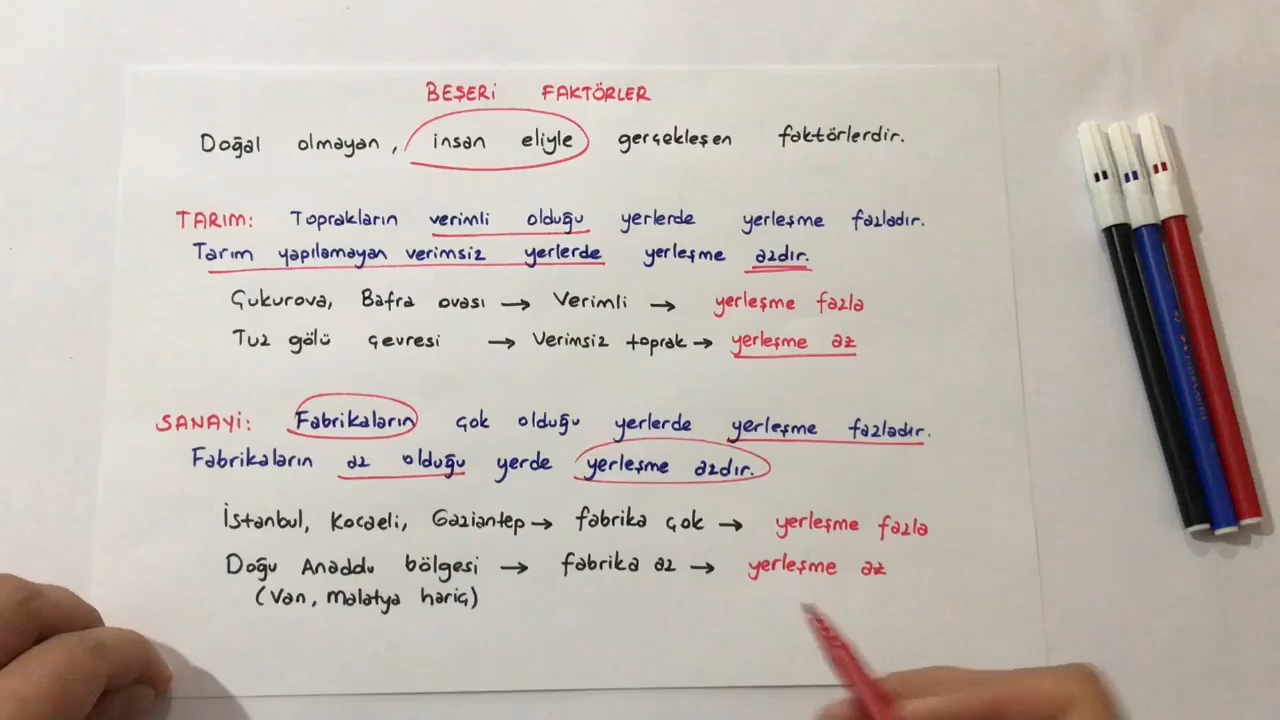 BEŞERİ FAKTÖRLER
Doğal olmayan, insan eliyle gerçekleşen faktörlerdir.
TARIM: Toprakların verimli olduğu yerlerde yerleşme fazladır.
Tarım yapılamayan verimsiz yerlerde yerleşme azdır.
Çukurova, Bafra ovası → Verimli → yerleşme fazla
Tuz gölü çevresi → Verimsiz toprak → yerleşme az
SANAYİ: Fabrikaların çok olduğu yerlerde yerleşme fazladır.
Fabrikaların az olduğu yerde yerleşme azdır.
İstanbul, Kocaeli, Gaziantep → fabrika çok → yerleşme fazla
Doğu Anadolu bölgesi → fabrika az → yerleşme az
(Van, Malatya hariç)